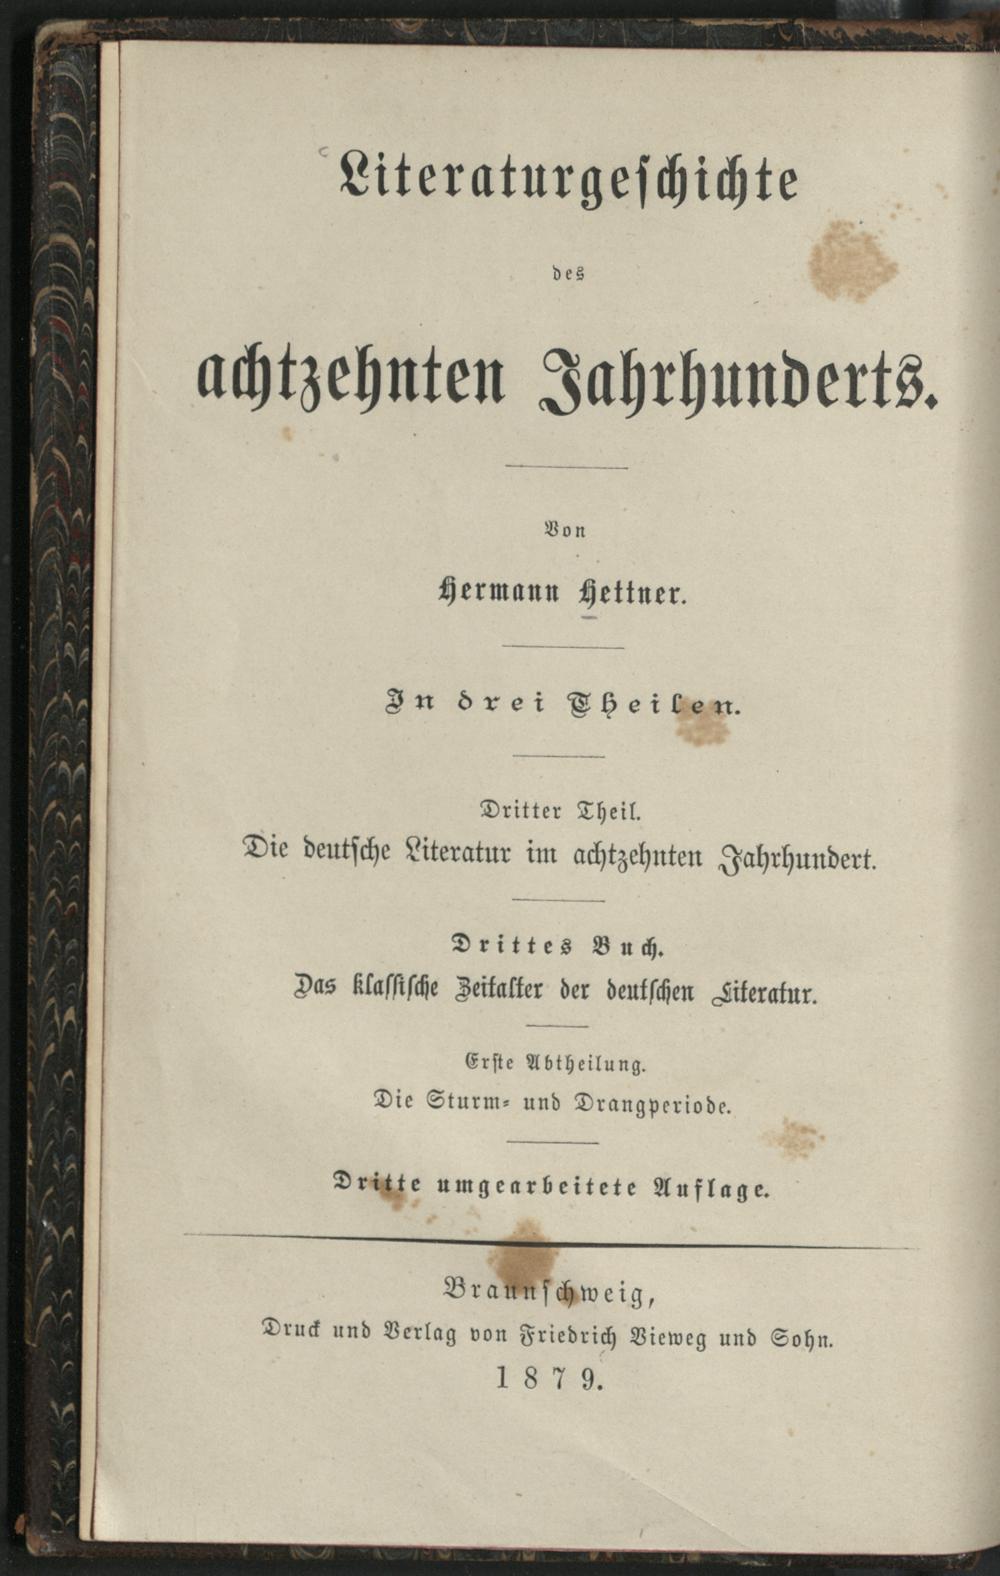 Literaturgeschichte
des
achtzehnten Jahrhunderts.
Von
Hermann Hettner.
In drei Theilen.
Dritter Theil.
Die deutsche Literatur im achtzehnten Jahrhundert.
Drittes Buch.
Das klassische Zeitalter der deutschen Literatur.
Erste Abtheilung.
Die Sturm- und Drangperiode.
Dritte umgearbeitete Auflage.
Braunschweig,
Druck und Verlag von Friedrich Vieweg und Sohn.
1879.